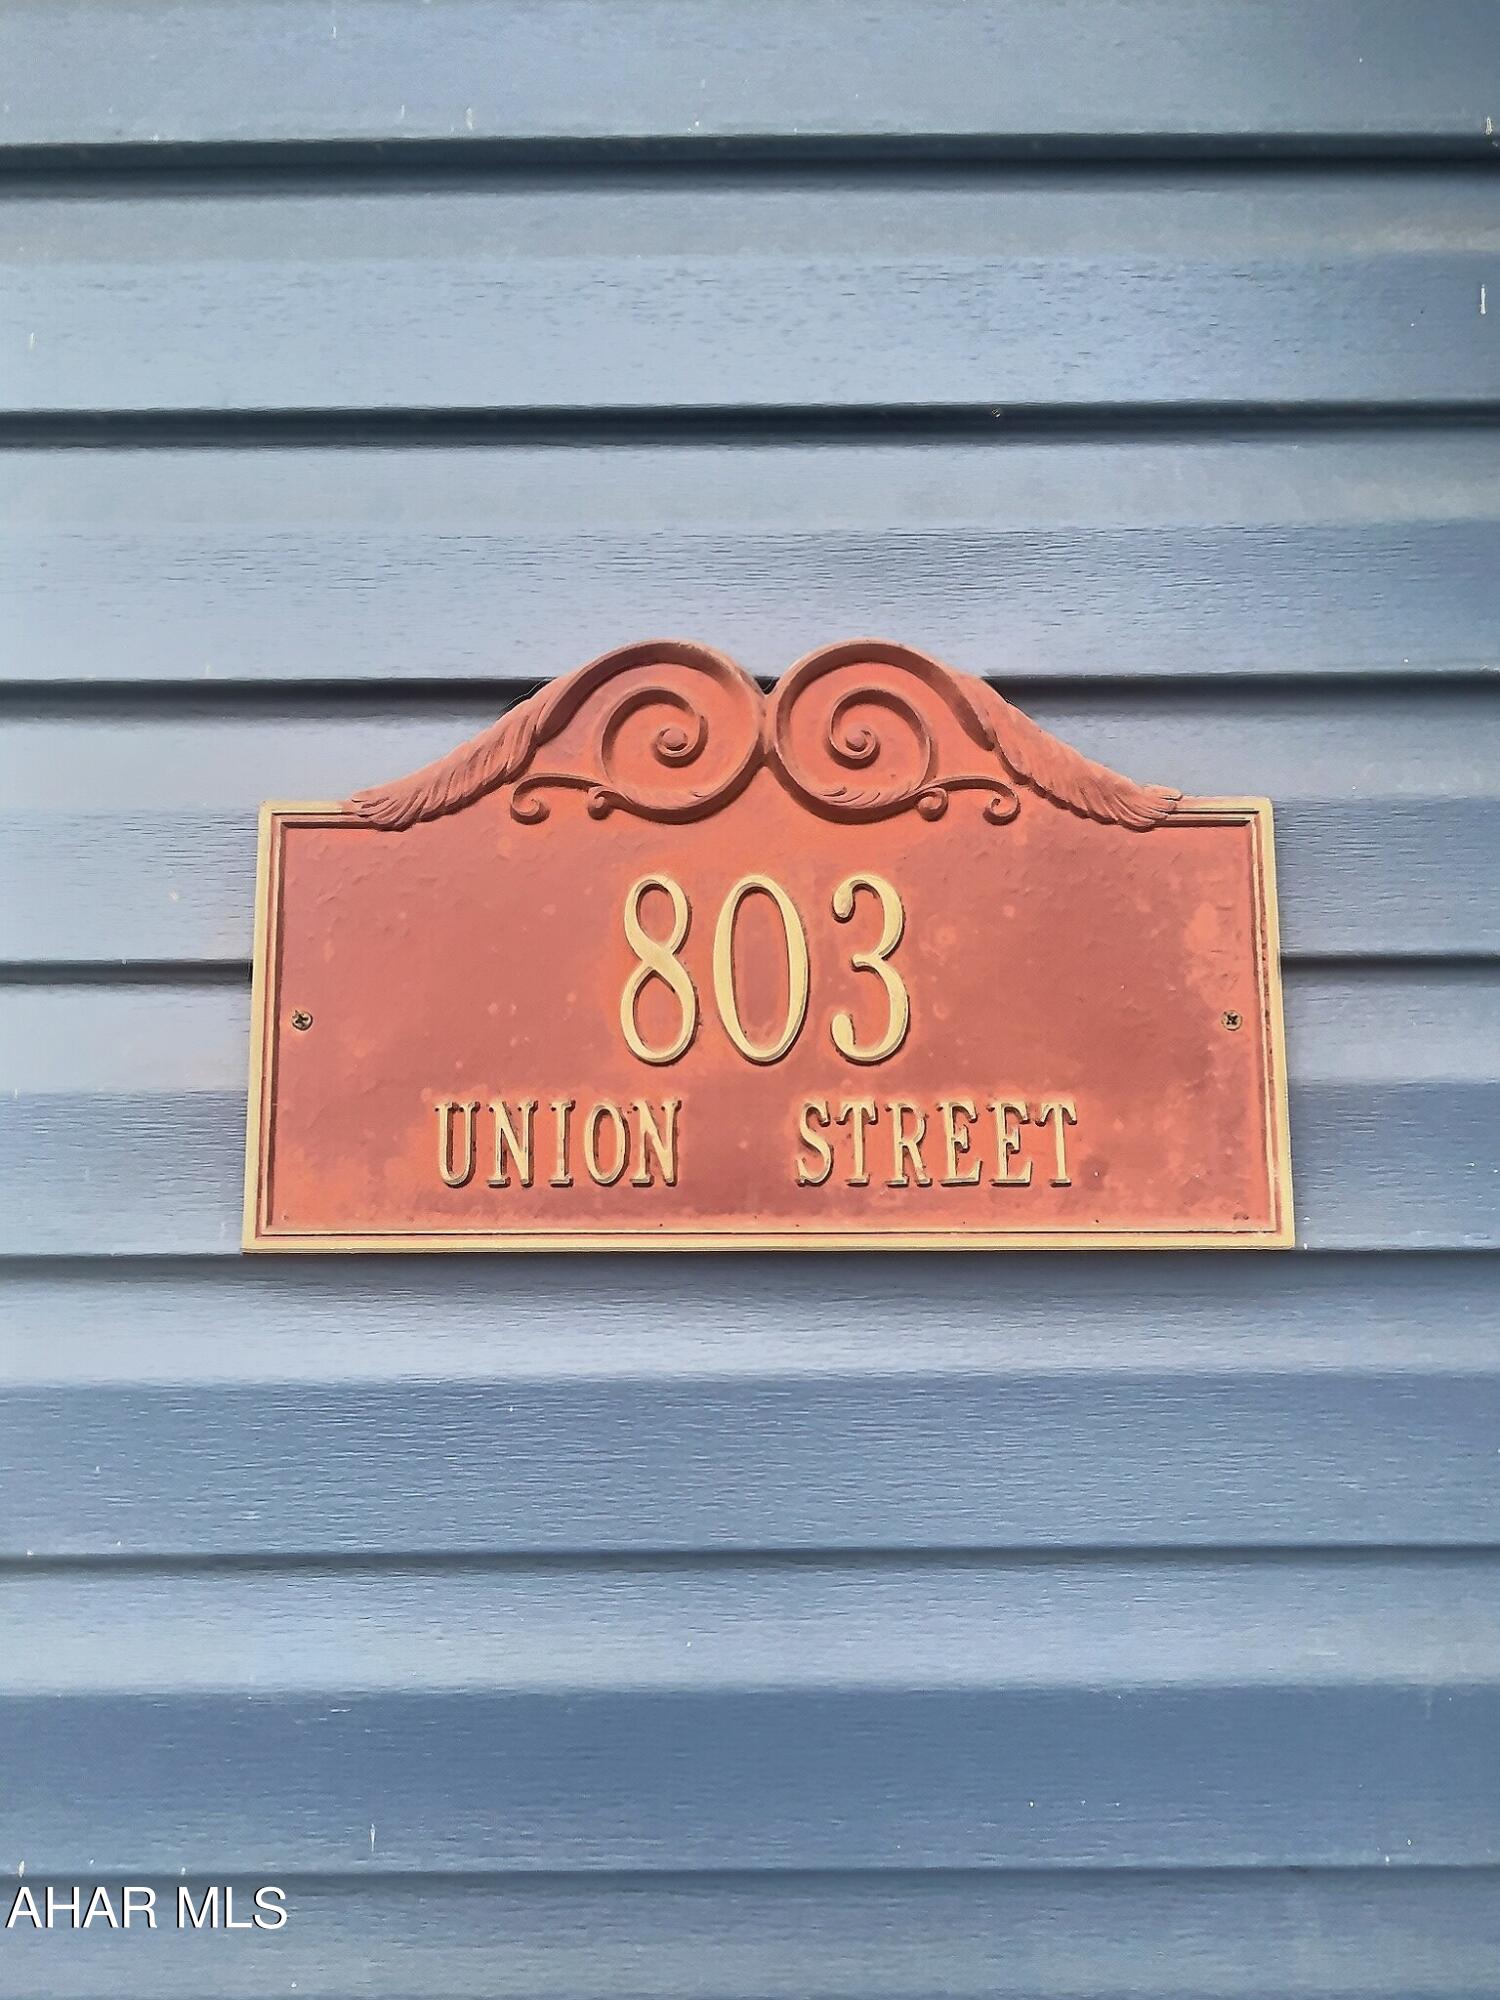 803
UNION STREET
AHAR MLS